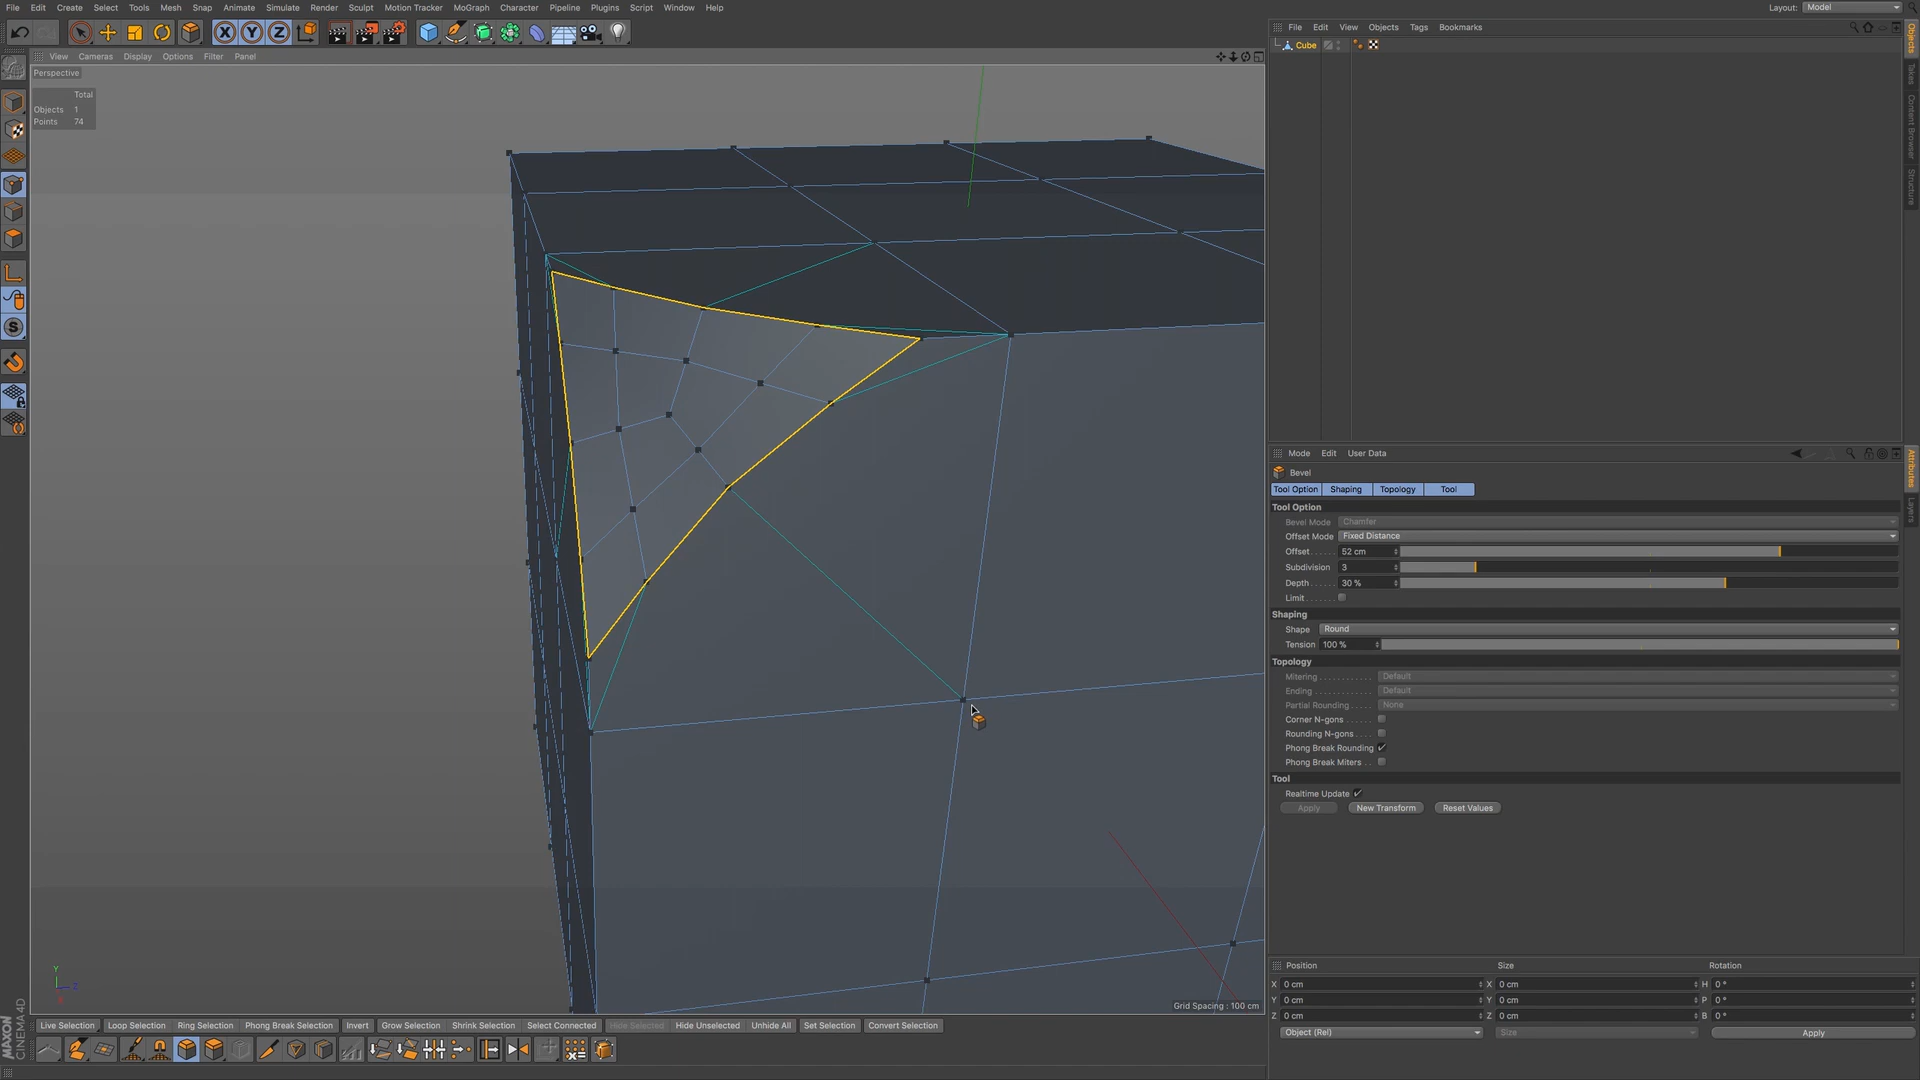 File Edit Create Select Tools Mesh Snap Animate Simulate Render Sculpt Motion Tracker MoGraph Character Pipeline Plugins Script Window Help Layout: Model
X Y Z
File Edit View Objects Tags Bookmarks
View Cameras Display Options Filter Panel
Cube
Perspective
Total
Objects 1
Points 74
Objects
Takes
Content Browser
Structure
Mode Edit User Data
Attributes
Layers
Bevel
Tool Option Shaping Topology Tool
Tool Option
Bevel Mode Chamfer
Offset Mode Fixed Distance
Offset 52 cm
Subdivision 3
Depth 30 %
Limit
Shaping
Shape Round
Tension 100 %
Topology
Mitering Default
Ending Default
Partial Rounding None
Corner N-gons
Rounding N-gons
Phong Break Rounding
Phong Break Miters
Tool
Realtime Update
Apply New Transform Reset Values
Y
Z
X
Grid Spacing : 100 cm
Position Size Rotation
X 0 cm X 0 cm H 0 °
Y 0 cm Y 0 cm P 0 °
Z 0 cm Z 0 cm B 0 °
Object (Rel) Size Apply
Live Selection Loop Selection Ring Selection Phong Break Selection Invert Grow Selection Shrink Selection Select Connected Hide Selected Hide Unselected Unhide All Set Selection Convert Selection
MAXON
CINEMA 4D